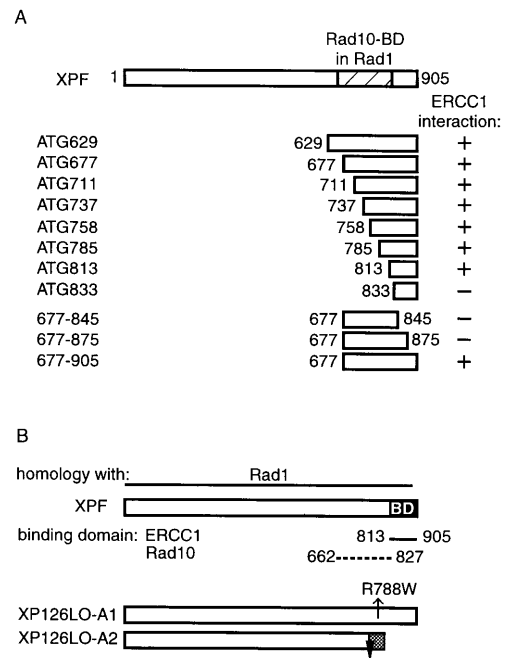 A
Rad10-BD
in Rad1
XPF 1 905
ERCC1
interaction:
ATG629 629 +
ATG677 677 +
ATG711 711 +
ATG737 737 +
ATG758 758 +
ATG785 785 +
ATG813 813 +
ATG833 833 −
677-845 677 845 −
677-875 677 875 −
677-905 677 +
B
homology with: Rad1
XPF BD
binding domain: ERCC1 813 905
Rad10 662 827
R788W
XP126LO-A1
XP126LO-A2